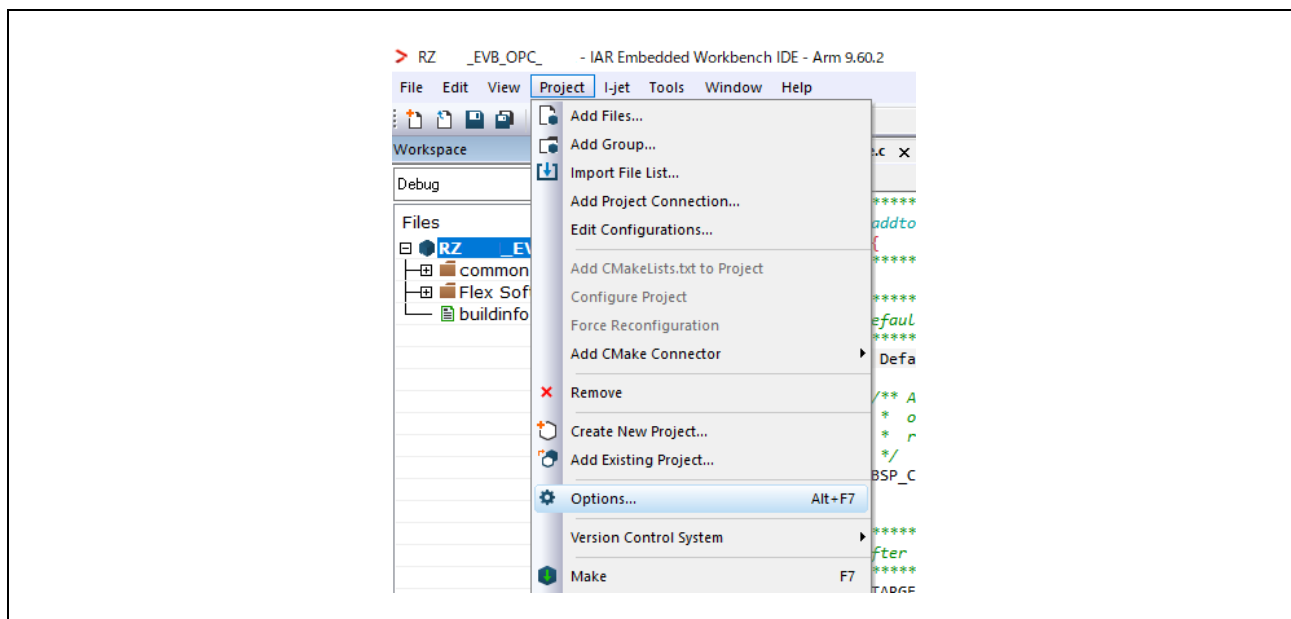 RZ _EVB_OPC_ - IAR Embedded Workbench IDE - Arm 9.60.2
File Edit View Project I-jet Tools Window Help
Workspace
Debug
Files
RZ _EV
common
Flex Sof
buildinfo
Add Files...
Add Group...
Import File List...
Add Project Connection...
Edit Configurations...
Add CMakeLists.txt to Project
Configure Project
Force Reconfiguration
Add CMake Connector
Remove
Create New Project...
Add Existing Project...
Options... Alt+F7
Version Control System
Make F7
.c
*****
addto
{
*****
*****
efaul
*****
Defa
/** A
* o
* r
*/
BSP_C
*****
fter
*****